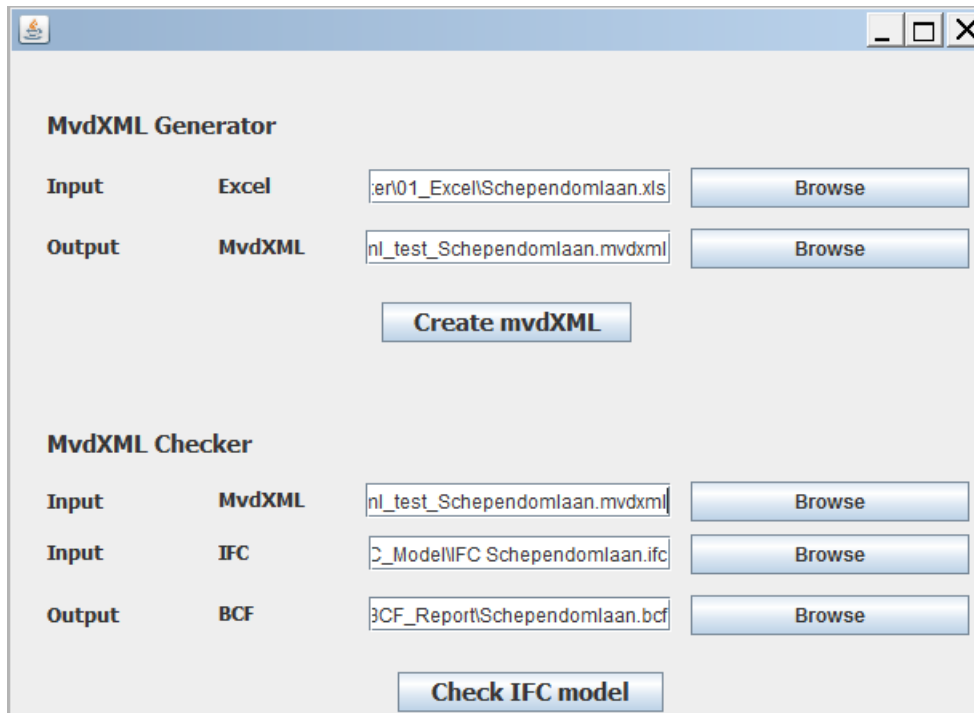 MvdXML Generator
Input Excel :er\01_Excel\Schependomlaan.xls Browse
Output MvdXML nl_test_Schependomlaan.mvdxml Browse
Create mvdXML
MvdXML Checker
Input MvdXML nl_test_Schependomlaan.mvdxml Browse
Input IFC C_Model\IFC Schependomlaan.ifc Browse
Output BCF BCF_Report\Schependomlaan.bcf Browse
Check IFC model